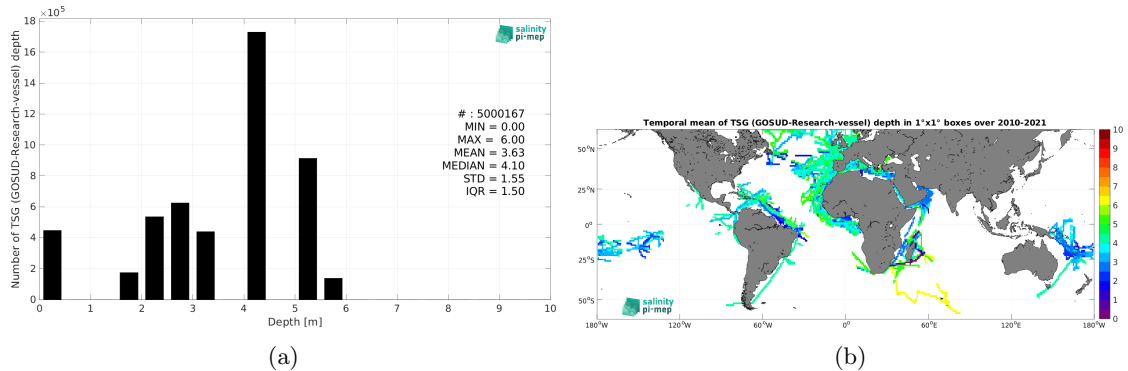 ×10⁵
18
16
14
12
10
8
6
4
2
0
Number of TSG (GOSUD-Research-vessel) depth
salinity
pi-mep
# : 5000167
MIN = 0.00
MAX = 6.00
MEAN = 3.63
MEDIAN = 4.10
STD = 1.55
IQR = 1.50
0 1 2 3 4 5 6 7 8 9 10
Depth [m]
(a)
Temporal mean of TSG (GOSUD-Research-vessel) depth in 1°x1° boxes over 2010-2021
50°N
25°N
0°
25°S
50°S
salinity
pi-mep
180°W 120°W 60°W 0° 60°E 120°E 180°W
10
9
8
7
6
5
4
3
2
1
0
(b)